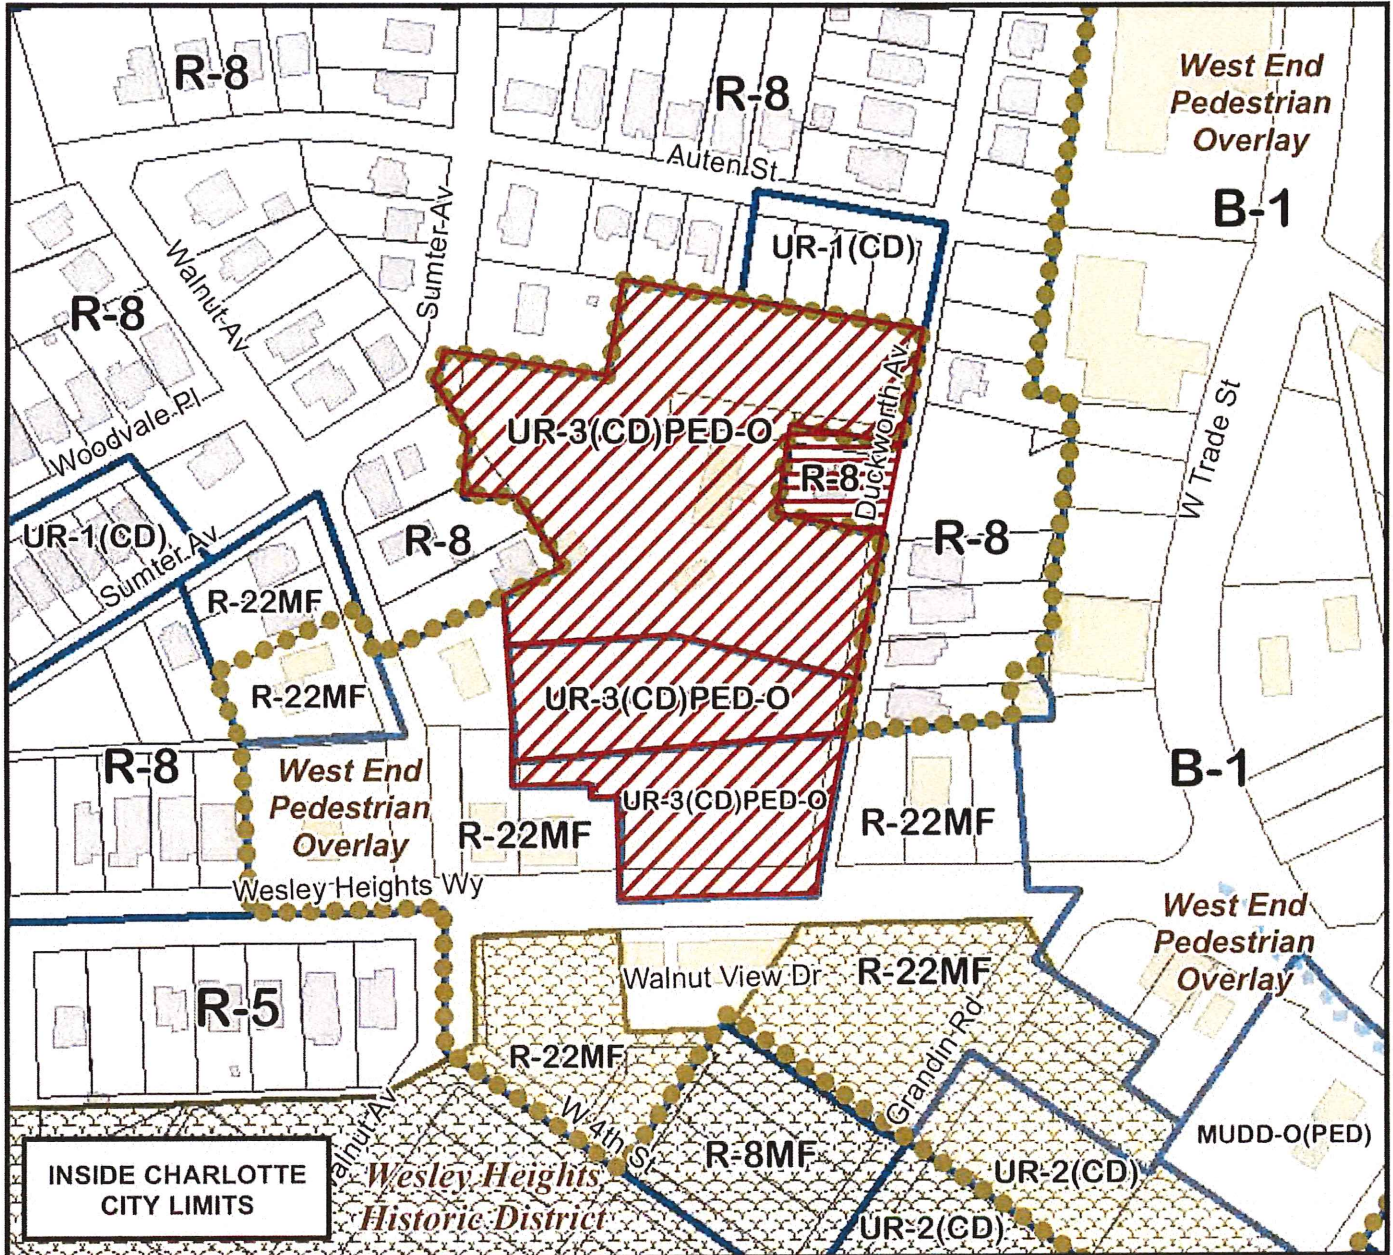 R-8
R-8
West End
Pedestrian
Overlay
Auten St
B-1
Sumter Av
UR-1(CD)
Walnut Av
R-8
Duckworth Av
W Trade St
Woodvale Pl
UR-3(CD)PED-O
R-8
UR-1(CD)
Sumter Av
R-8
R-8
R-22MF
R-22MF
UR-3(CD)PED-O
R-8
West End
Pedestrian
Overlay
B-1
UR-3(CD)PED-O
R-22MF
R-22MF
Wesley Heights Wy
West End
Pedestrian
Overlay
Walnut View Dr
R-22MF
R-5
R-22MF
Grandin Rd
W 4th St
R-8MF
MUDD-O(PED)
UR-2(CD)
UR-2(CD)
alnut Av
Wesley Heights
Historic District
INSIDE CHARLOTTE
CITY LIMITS